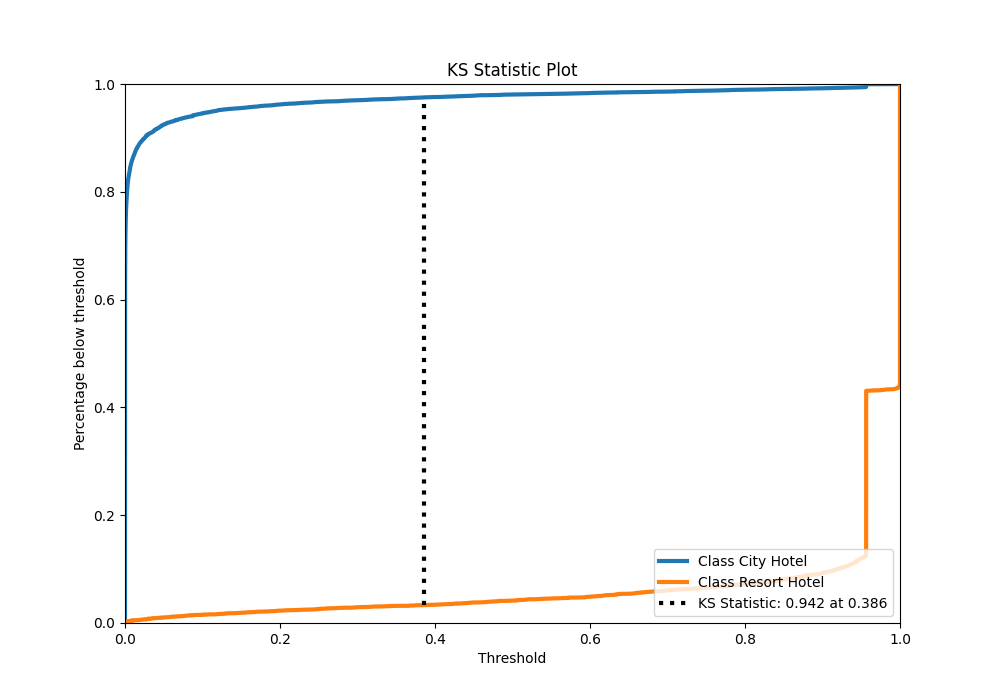 KS Statistic Plot
1.0
0.8
0.6
0.4
0.2
0.0
Percentage below threshold
0.0 0.2 0.4 0.6 0.8 1.0
Threshold
Class City Hotel
Class Resort Hotel
KS Statistic: 0.942 at 0.386